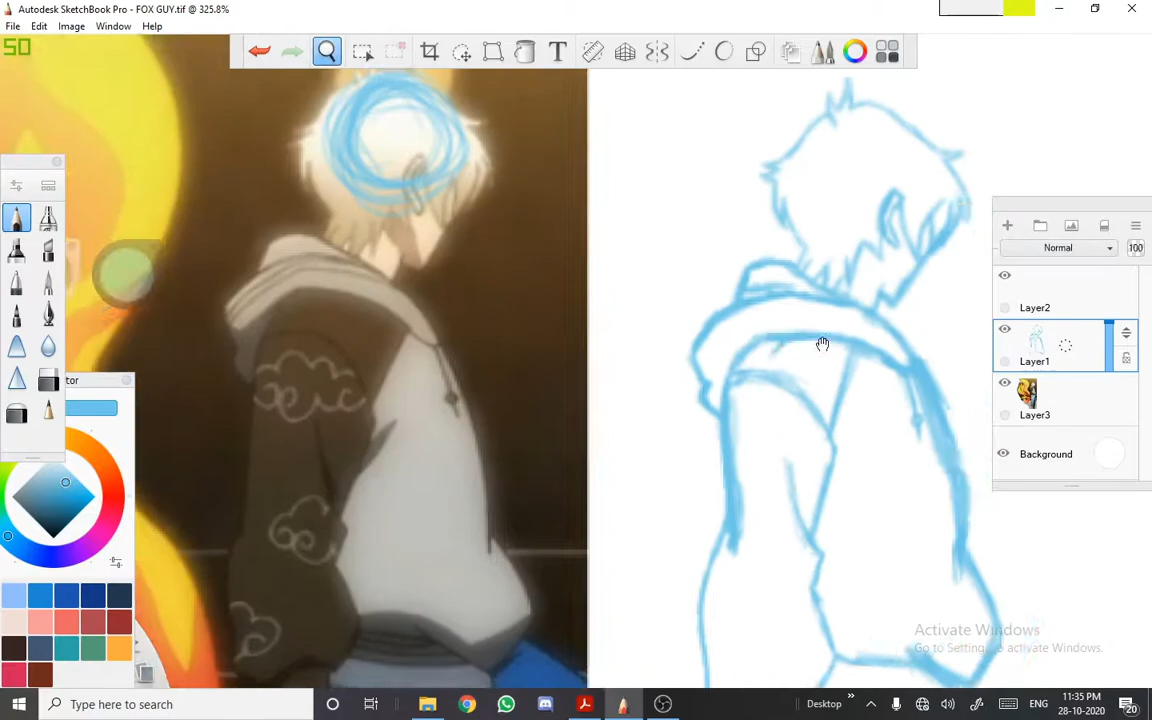 Autodesk SketchBook Pro - FOX GUY.tif @ 325.8%
File Edit Image Window Help
50
T
Normal 100
Layer2
Layer1
Layer3
Background
tor
Activate Windows
Go to Settings to activate Windows.
Type here to search
Desktop
ENG
11:35 PM
28-10-2020
20